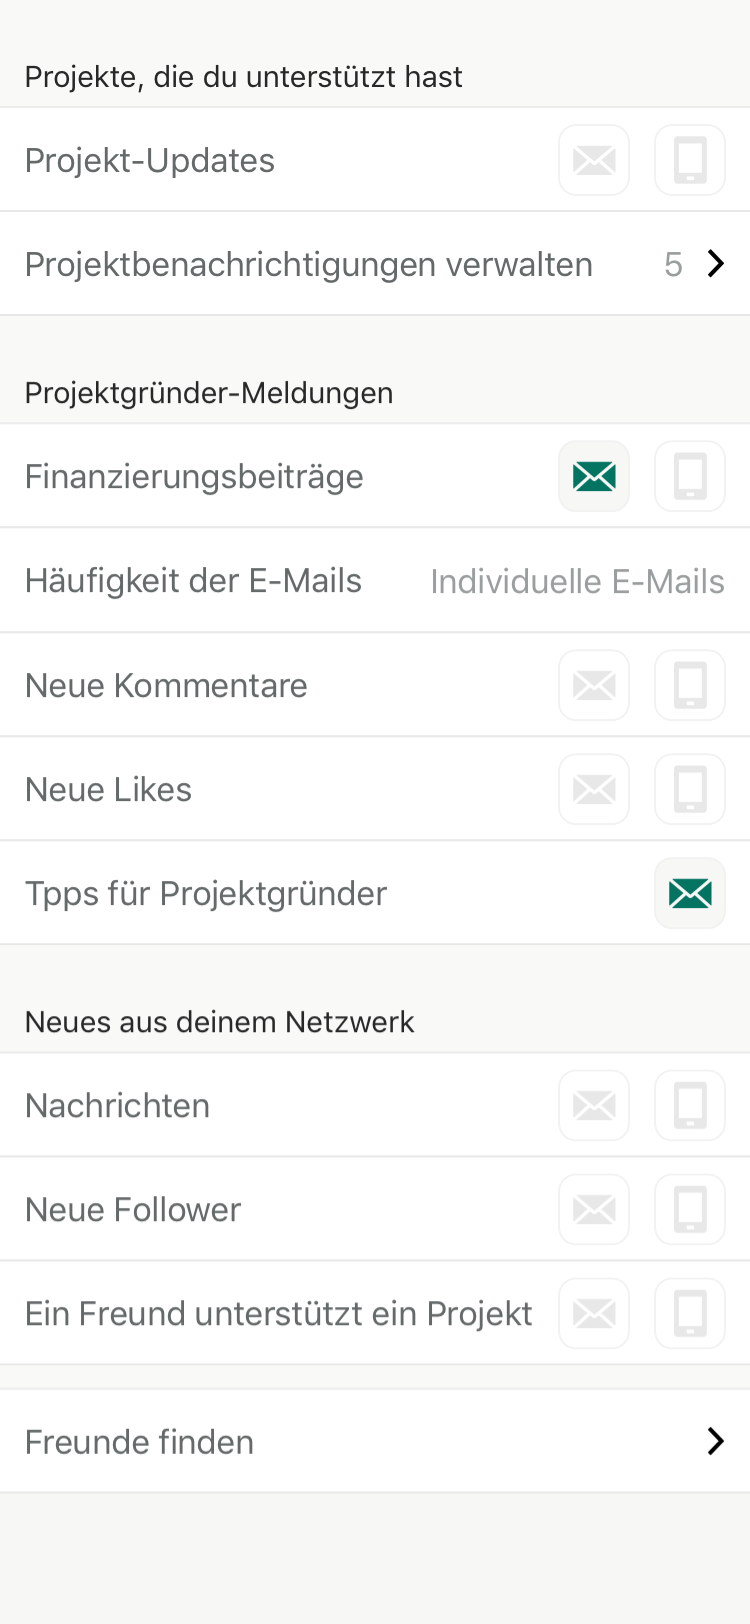 Projekte, die du unterstützt hast
Projekt-Updates
Projektbenachrichtigungen verwalten 5
Projektgründer-Meldungen
Finanzierungsbeiträge
Häufigkeit der E-Mails Individuelle E-Mails
Neue Kommentare
Neue Likes
Tpps für Projektgründer
Neues aus deinem Netzwerk
Nachrichten
Neue Follower
Ein Freund unterstützt ein Projekt
Freunde finden